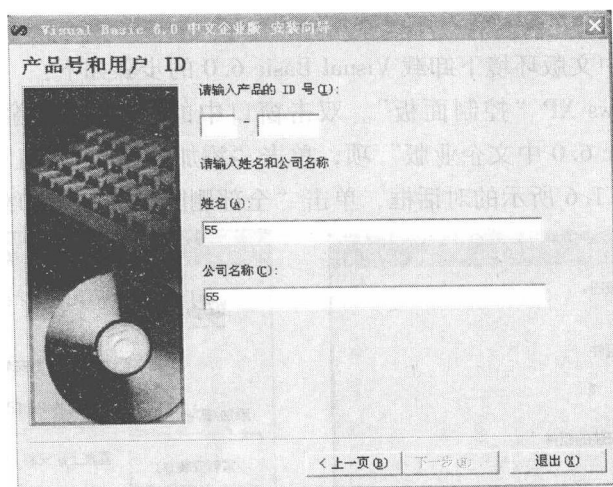 Visual Basic 6.0 中文企业版 安装向导
产品号和用户 ID
请输入产品的 ID 号(I):
请输入姓名和公司名称
姓名(A)
55
公司名称(C):
55
<上一页(B)
下一步(N)
退出(X)